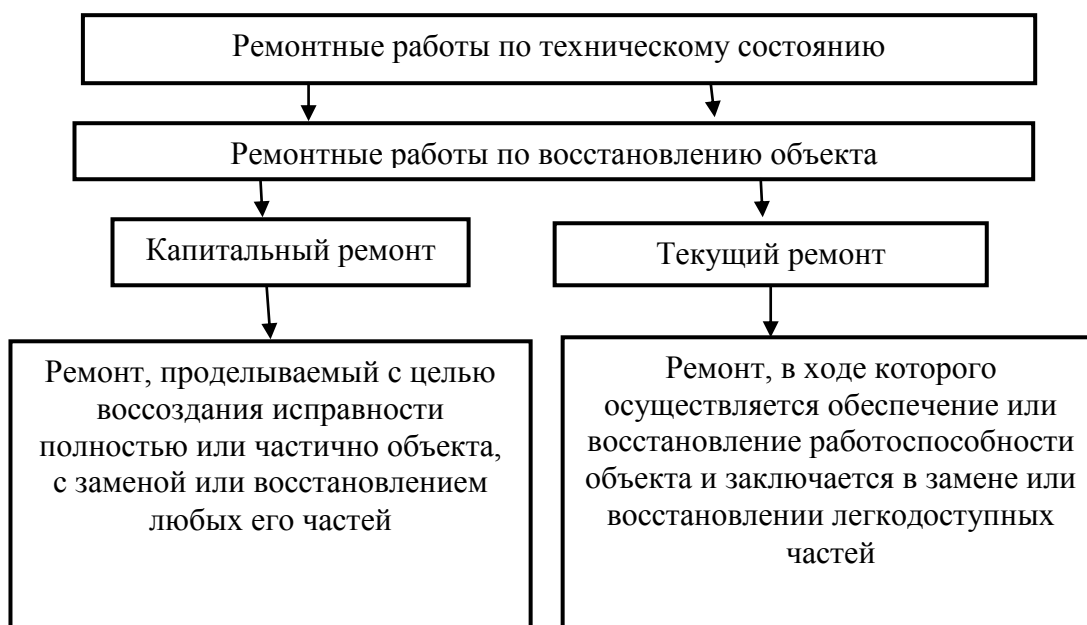 Ремонтные работы по техническому состоянию
Ремонтные работы по восстановлению объекта
Капитальный ремонт
Текущий ремонт
Ремонт, проделываемый с целью
воссоздания исправности
полностью или частично объекта,
с заменой или восстановлением
любых его частей
Ремонт, в ходе которого
осуществляется обеспечение или
восстановление работоспособности
объекта и заключается в замене или
восстановлении легкодоступных
частей